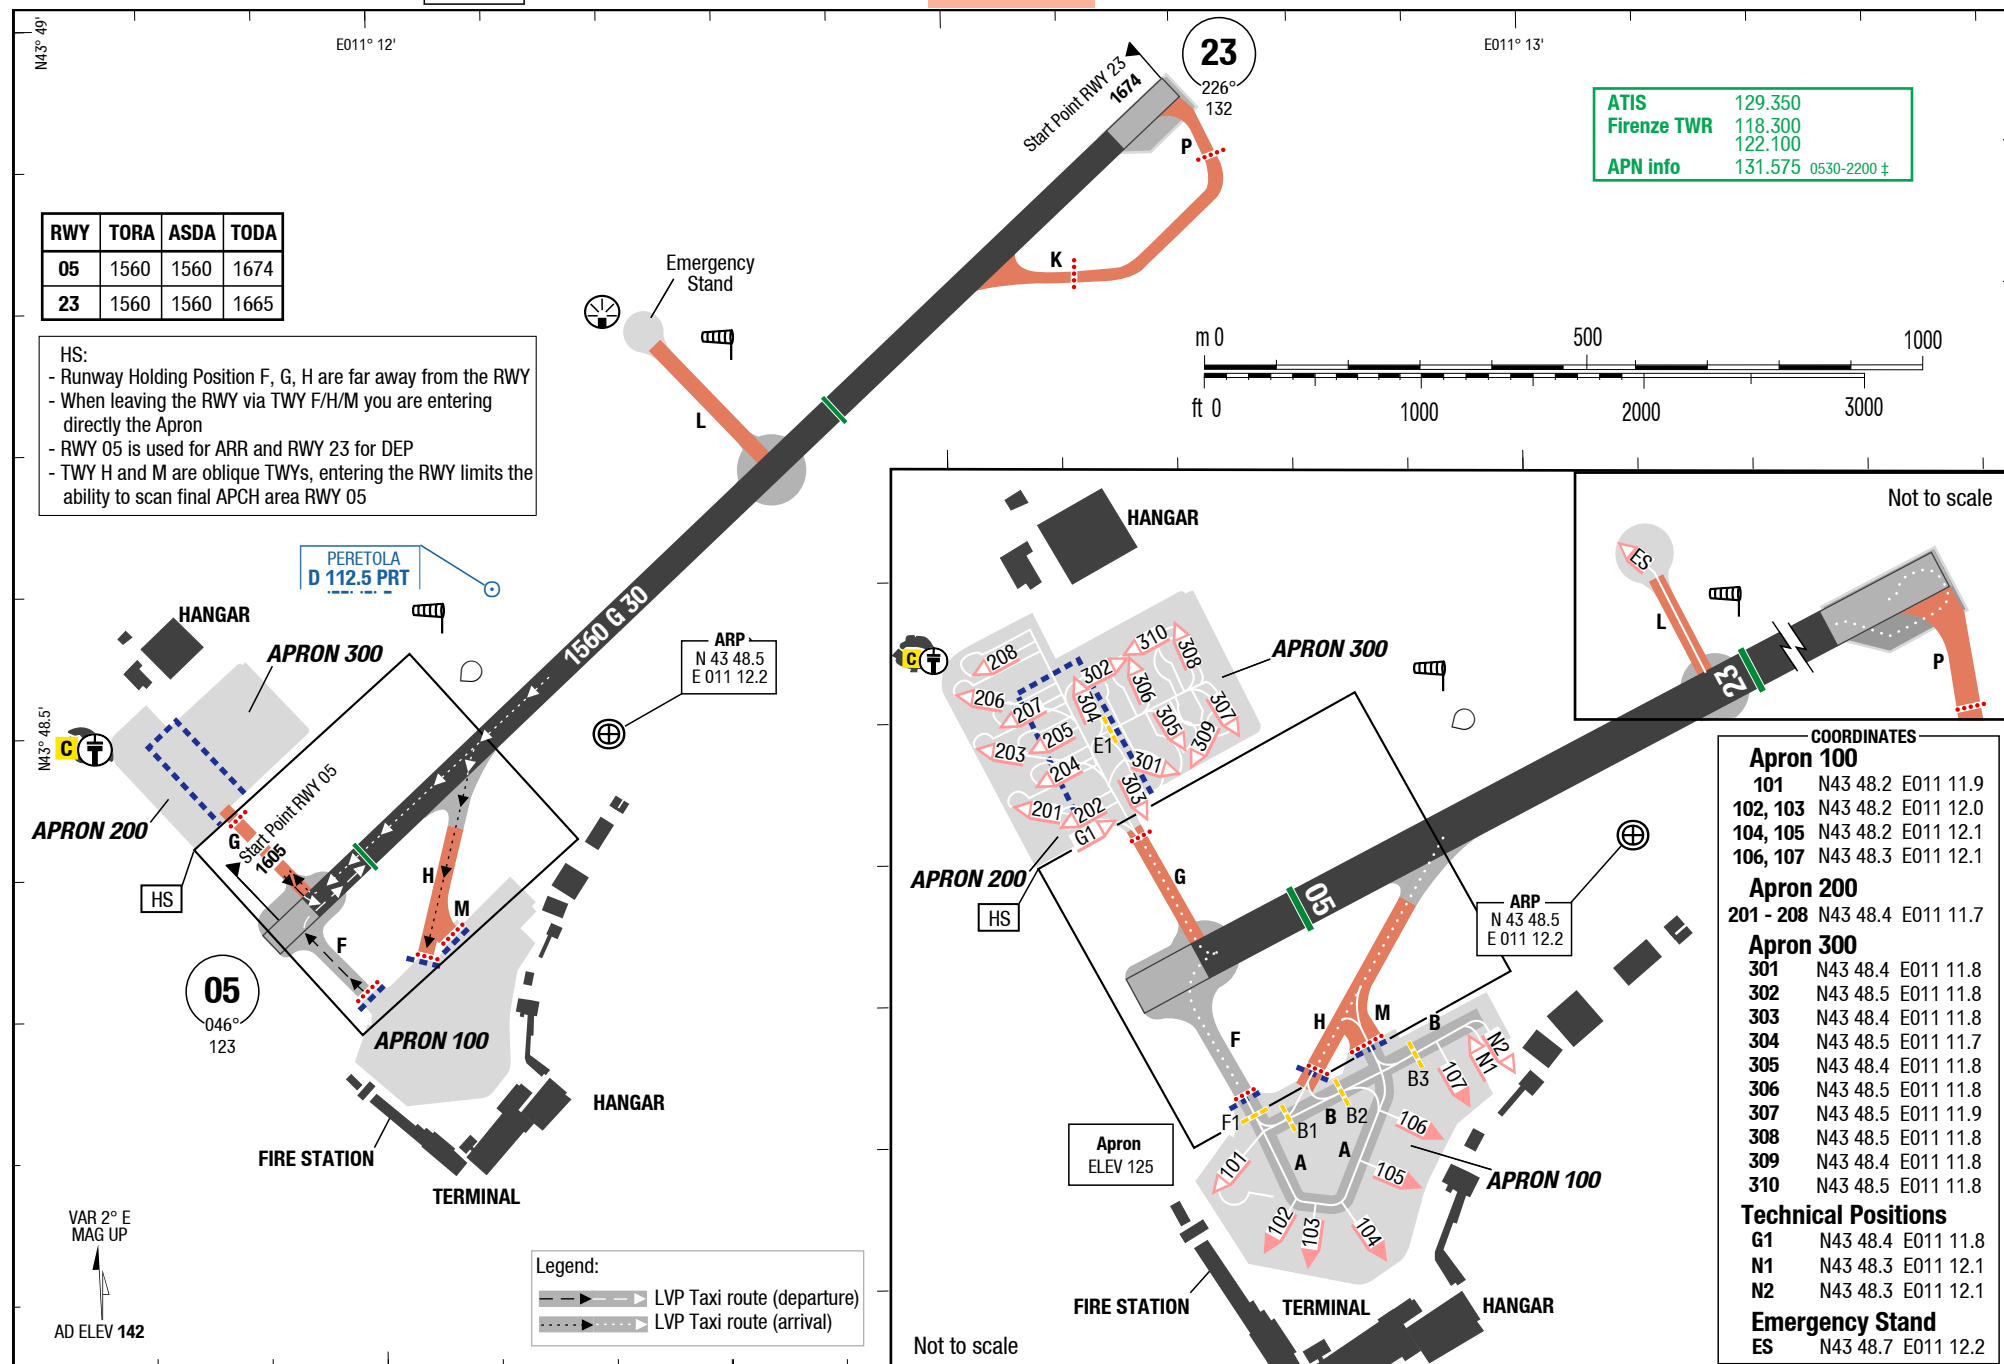 N43° 49'
E011° 12'
E011° 13'
Start Point RWY 23
1674
23
226°
132
ATIS 129.350
Firenze TWR 118.300
122.100
APN info 131.575 0530-2200 ‡
P
K
RWY TORA ASDA TODA
05 1560 1560 1674
23 1560 1560 1665
Emergency
Stand
L
HS:
- Runway Holding Position F, G, H are far away from the RWY
- When leaving the RWY via TWY F/H/M you are entering
directly the Apron
- RWY 05 is used for ARR and RWY 23 for DEP
- TWY H and M are oblique TWYs, entering the RWY limits the
ability to scan final APCH area RWY 05
m 0 500 1000
ft 0 1000 2000 3000
PERETOLA
D 112.5 PRT
HANGAR
APRON 300
1560 G 30
ARP
N 43 48.5
E 011 12.2
N43° 48.5'
C
APRON 200
G
Start Point RWY 05
1605
HS
H
M
F
05
046°
123
APRON 100
HANGAR
FIRE STATION
TERMINAL
VAR 2° E
MAG UP
AD ELEV 142
Legend:
LVP Taxi route (departure)
LVP Taxi route (arrival)
Not to scale
HANGAR
ES
L
23
P
C
APRON 300
208
206
207
205
203
204
201
202
G1
310
308
302
306
304
305
307
309
E1
301
303
APRON 200
HS
G
05
ARP
N 43 48.5
E 011 12.2
F
H
M
B
N2
N1
107
B3
B2
B
B1
F1
106
A
A
101
105
102
103
104
APRON 100
Apron
ELEV 125
FIRE STATION
TERMINAL
HANGAR
Not to scale
COORDINATES
Apron 100
101 N43 48.2 E011 11.9
102, 103 N43 48.2 E011 12.0
104, 105 N43 48.2 E011 12.1
106, 107 N43 48.3 E011 12.1
Apron 200
201 - 208 N43 48.4 E011 11.7
Apron 300
301 N43 48.4 E011 11.8
302 N43 48.5 E011 11.8
303 N43 48.4 E011 11.8
304 N43 48.5 E011 11.7
305 N43 48.4 E011 11.8
306 N43 48.5 E011 11.8
307 N43 48.5 E011 11.9
308 N43 48.5 E011 11.8
309 N43 48.4 E011 11.8
310 N43 48.5 E011 11.8
Technical Positions
G1 N43 48.4 E011 11.8
N1 N43 48.3 E011 12.1
N2 N43 48.3 E011 12.1
Emergency Stand
ES N43 48.7 E011 12.2